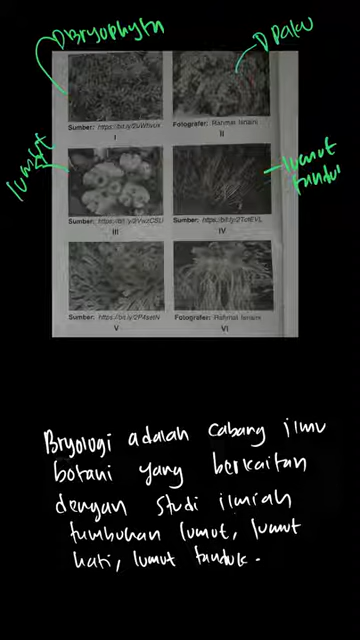 Bryophyta
Paku
Sumber:
I
Fotografer: Rahmat Isnaini
II
lumut
lumut
tanduk
Sumber:
III
Sumber:
IV
Sumber:
V
Fotografer: Rahmat Isnaini
VI
Bryologi adalah cabang ilmu
botani yang berkaitan
dengan studi ilmiah
tumbuhan lumut, lumut
hati, lumut tanduk.